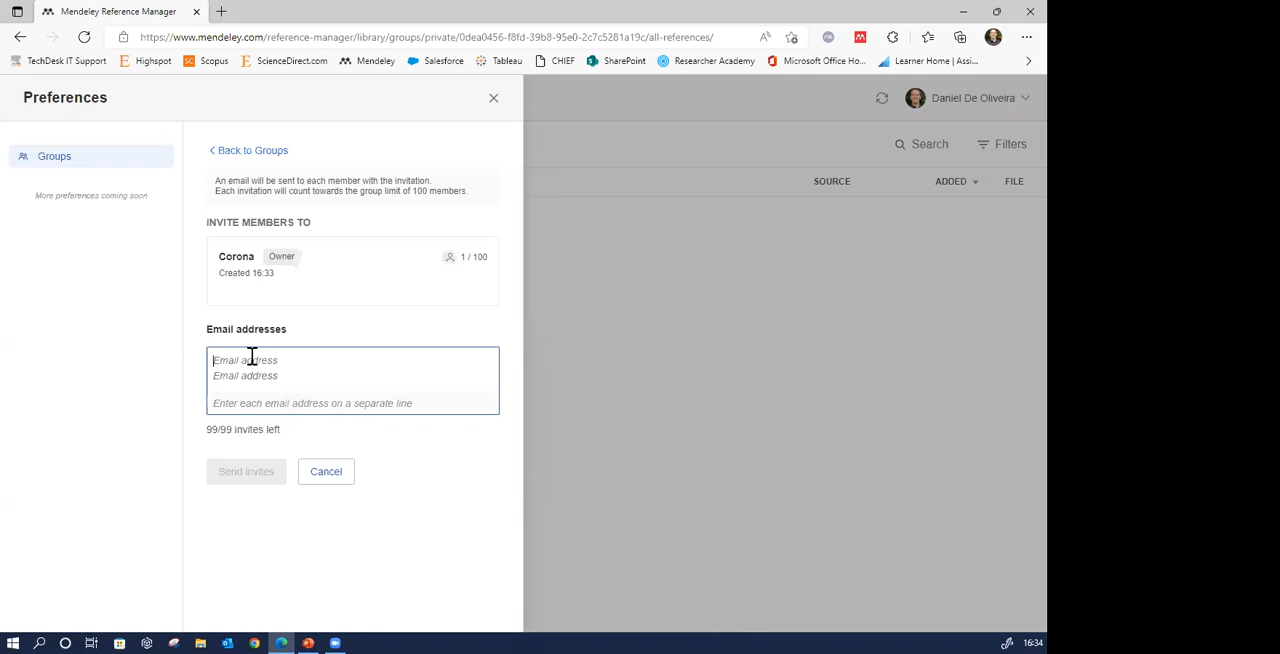 Mendeley Reference Manager
https://www.mendeley.com/reference-manager/library/groups/private/0dea0456-f8fd-39b8-95e0-2c7c5281a19c/all-references/
TechDesk IT Support Highspot Scopus ScienceDirect.com Mendeley Salesforce Tableau CHIEF SharePoint Researcher Academy Microsoft Office Ho... Learner Home | Assi...
Preferences
Daniel De Oliveira
Groups
Back to Groups
Search Filters
An email will be sent to each member with the invitation.
Each invitation will count towards the group limit of 100 members.
SOURCE ADDED FILE
More preferences coming soon
INVITE MEMBERS TO
Corona Owner 1 / 100
Created 16:33
Email addresses
Email address
Email address
Enter each email address on a separate line
99/99 invites left
Send invites Cancel
16:34